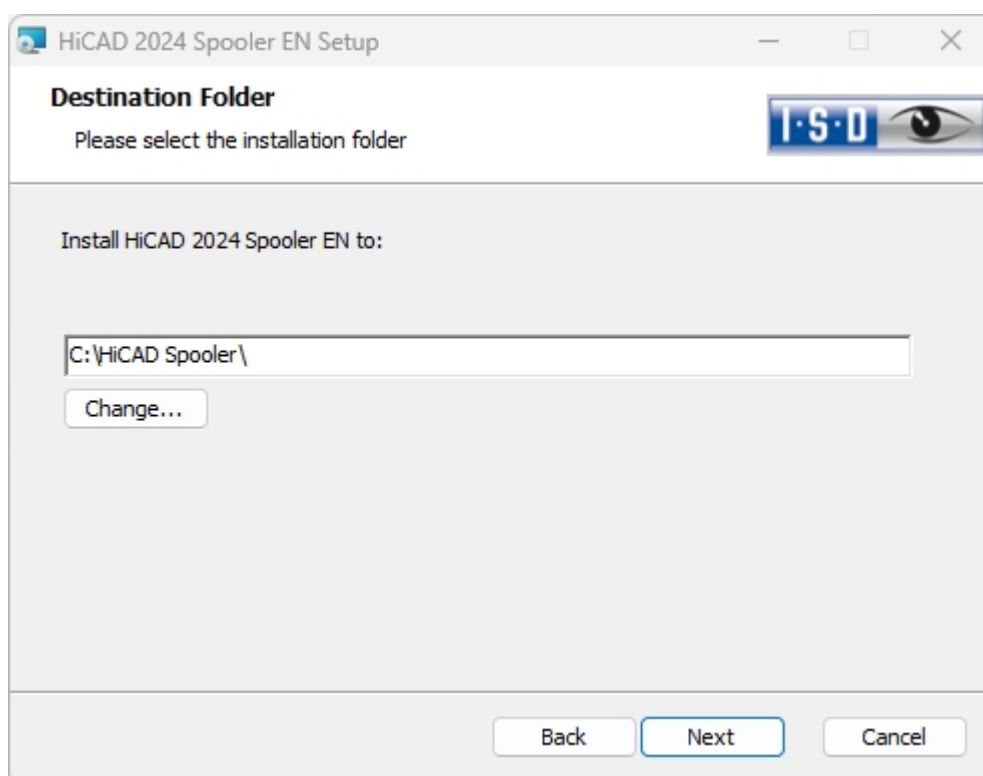 HiCAD 2024 Spooler EN Setup
Destination Folder
Please select the installation folder
I·S·D
Install HiCAD 2024 Spooler EN to:
C:\HiCAD Spooler\
Change...
Back Next Cancel